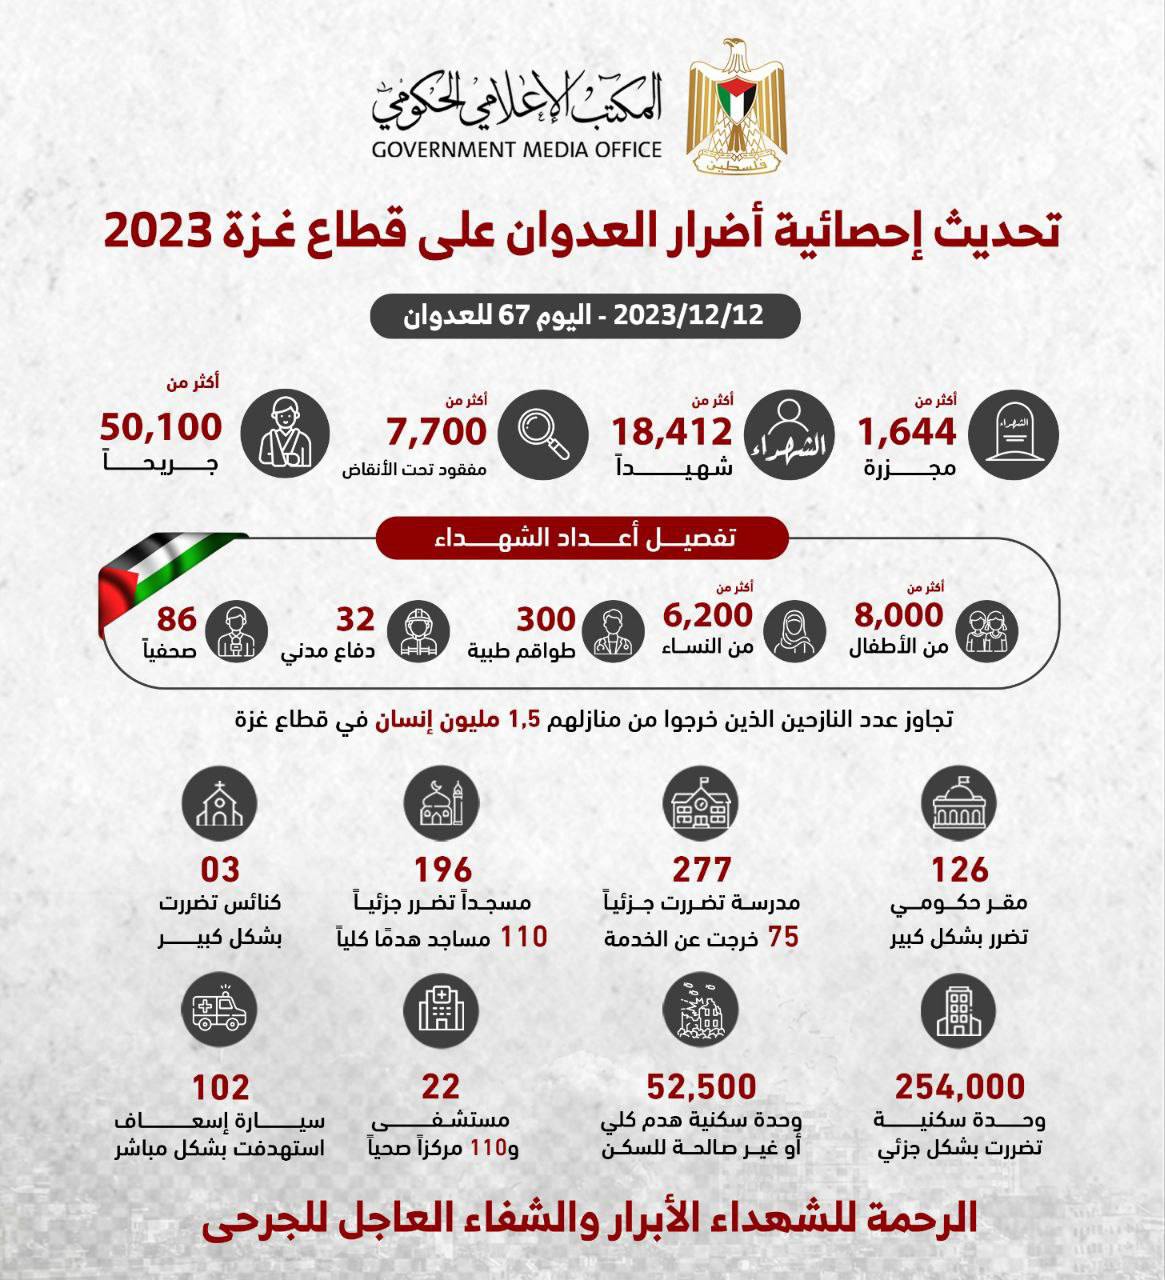 المكتب الإعلامي الحكومي
GOVERNMENT MEDIA OFFICE
فلسطين
تحديث إحصائية أضرار العدوان على قطاع غزة 2023
2023/12/12 - اليوم 67 للعدوان
الشهداء
أكثر من
1,644
مجزرة
الشهداء
أكثر من
18,412
شهيداً
أكثر من
7,700
مفقود تحت الأنقاض
أكثر من
50,100
جريحاً
تفصيل أعداد الشهداء
أكثر من
8,000
من الأطفال
أكثر من
6,200
من النساء
300
طواقم طبية
32
دفاع مدني
86
صحفياً
تجاوز عدد النازحين الذين خرجوا من منازلهم 1,5 مليون إنسان في قطاع غزة
126
مقر حكومي
تضرر بشكل كبير
277
مدرسة تضررت جزئياً
75 خرجت عن الخدمة
196
مسجداً تضرر جزئياً
110 مساجد هدمًا كلياً
03
كنائس تضررت
بشكل كبير
254,000
وحدة سكنية
تضررت بشكل جزئي
52,500
وحدة سكنية هدم كلي
أو غير صالحة للسكن
22
مستشفى
و110 مركزاً صحياً
102
سيارة إسعاف
استهدفت بشكل مباشر
الرحمة للشهداء الأبرار والشفاء العاجل للجرحى